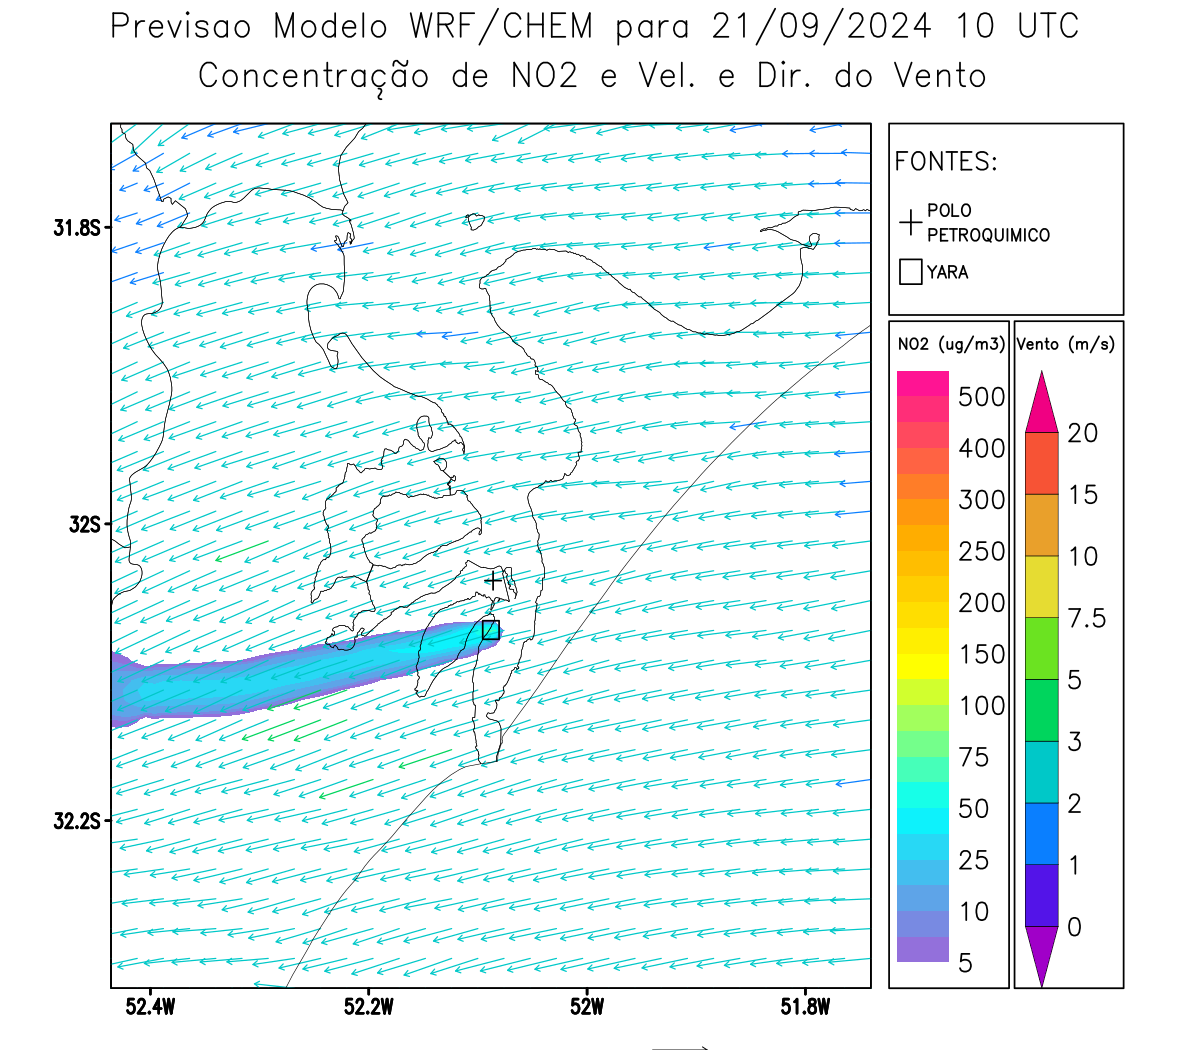 Previsao Modelo WRF/CHEM para 21/09/2024 10 UTC
Concentração de NO2 e Vel. e Dir. do Vento
FONTES:
POLO
PETROQUIMICO
YARA
NO2 (ug/m3)
500
400
300
250
200
150
100
75
50
25
10
5
Vento (m/s)
20
15
10
7.5
5
3
2
1
0
31.8S
32S
32.2S
52.4W 52.2W 52W 51.8W